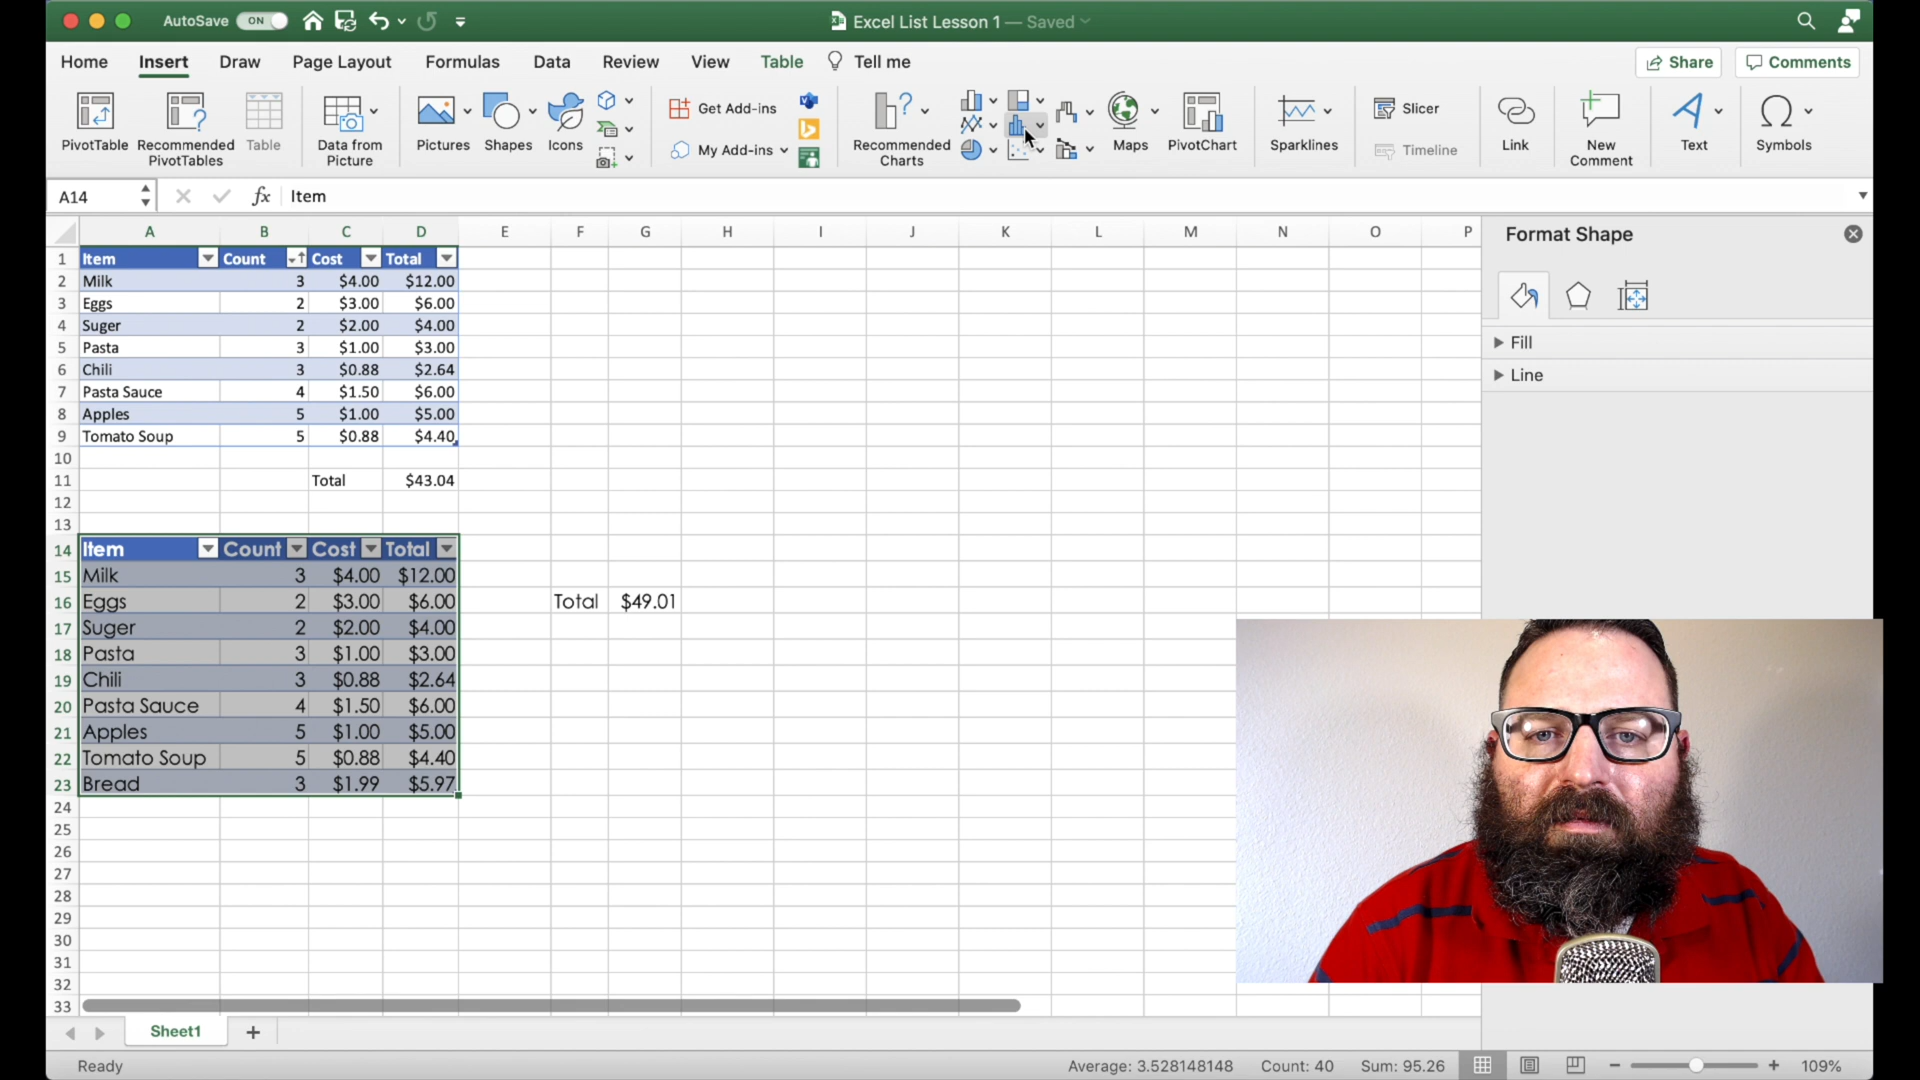 AutoSave ON Excel List Lesson 1 — Saved
Home Insert Draw Page Layout Formulas Data Review View Table Tell me Share Comments
PivotTable Recommended PivotTables Table Data from Picture Pictures Shapes Icons Get Add-ins My Add-ins Recommended Charts Maps PivotChart Sparklines Slicer Timeline Link New Comment Text Symbols
A14 fx Item
A B C D E F G H I J K L M N O P Format Shape
1 Item Count Cost Total
2 Milk 3 $4.00 $12.00
3 Eggs 2 $3.00 $6.00
4 Suger 2 $2.00 $4.00
5 Pasta 3 $1.00 $3.00 Fill
6 Chili 3 $0.88 $2.64 Line
7 Pasta Sauce 4 $1.50 $6.00
8 Apples 5 $1.00 $5.00
9 Tomato Soup 5 $0.88 $4.40
10
11 Total $43.04
12
13
14 Item Count Cost Total
15 Milk 3 $4.00 $12.00
16 Eggs 2 $3.00 $6.00 Total $49.01
17 Suger 2 $2.00 $4.00
18 Pasta 3 $1.00 $3.00
19 Chili 3 $0.88 $2.64
20 Pasta Sauce 4 $1.50 $6.00
21 Apples 5 $1.00 $5.00
22 Tomato Soup 5 $0.88 $4.40
23 Bread 3 $1.99 $5.97
24
25
26
27
28
29
30
31
32
33
Sheet1 +
Ready Average: 3.528148148 Count: 40 Sum: 95.26 109%